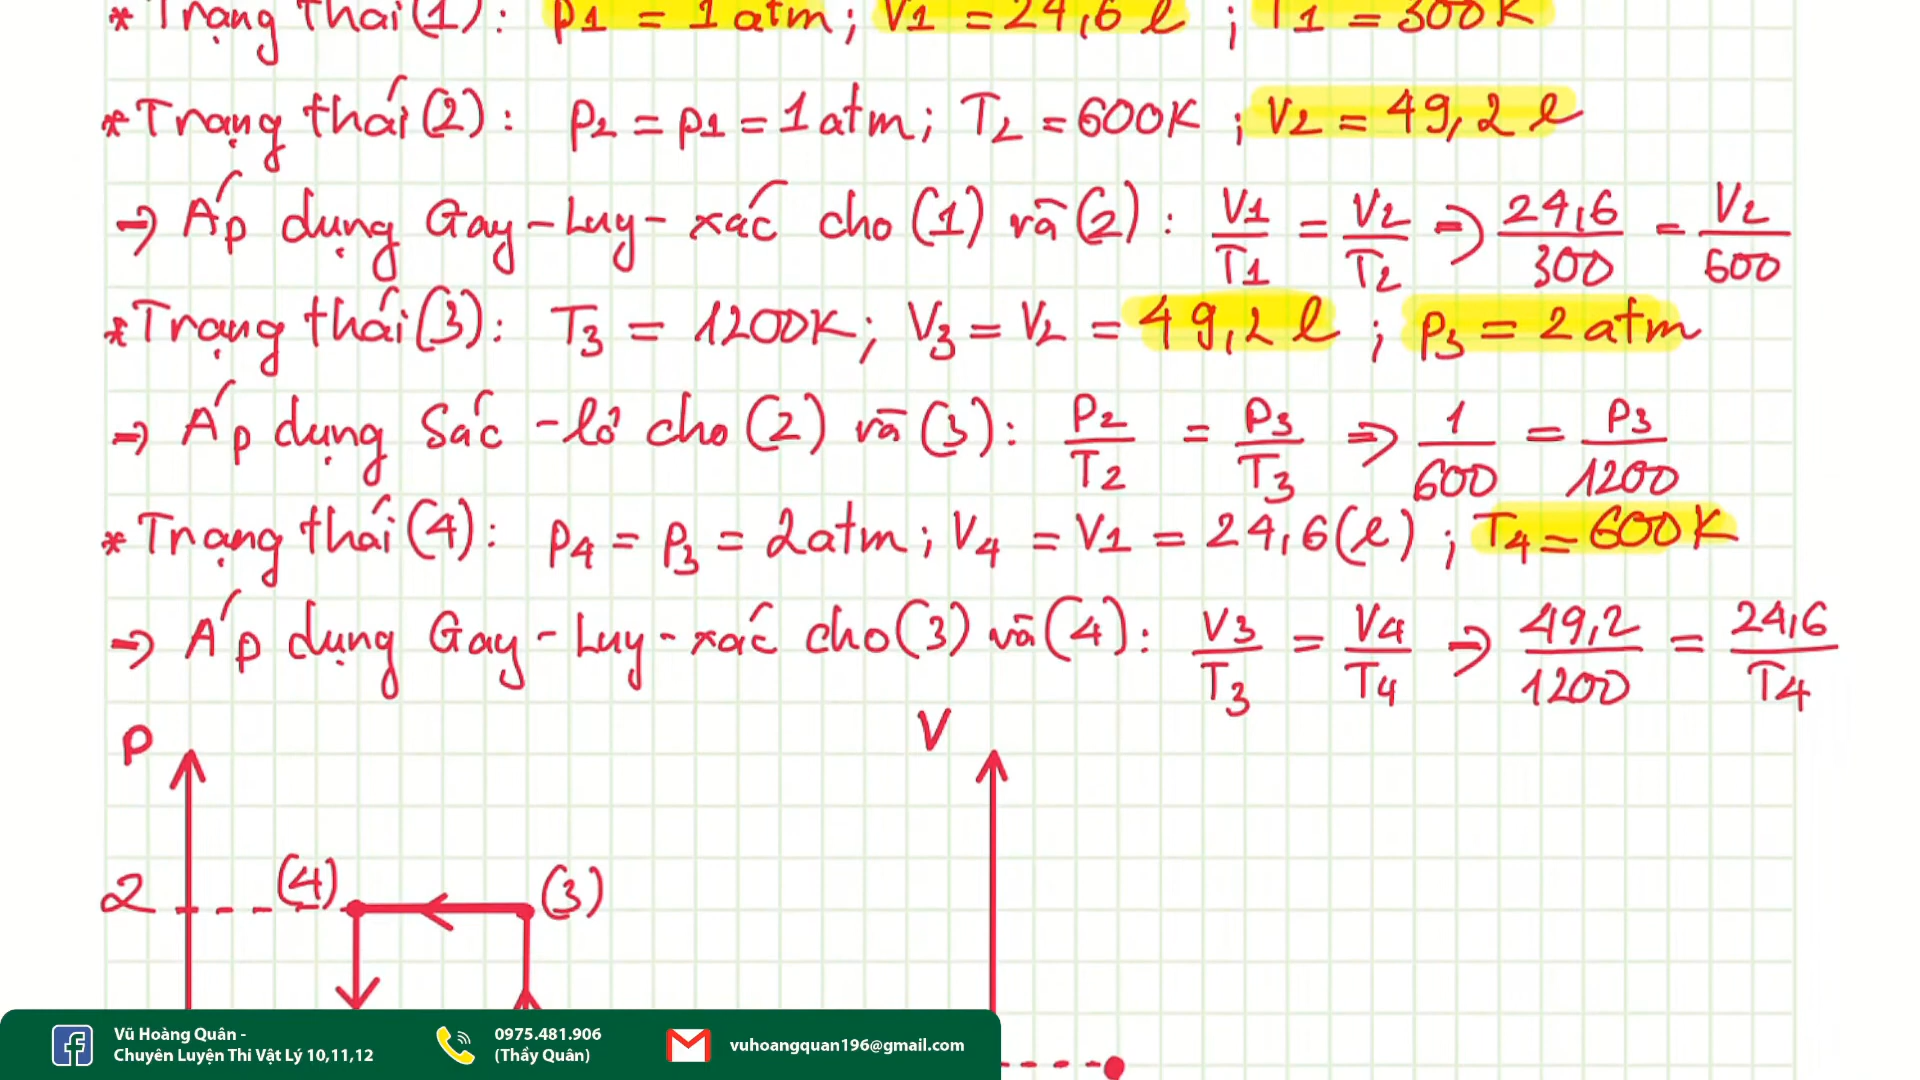 * Trạng thái (1): p1 = 1 atm ; V1 = 24,6 l ; T1 = 300K
* Trạng thái (2): p2 = p1 = 1 atm ; T2 = 600K ; V2 = 49,2 l
=> Áp dụng Gay-Luy-xác cho (1) và (2): V1/T1 = V2/T2 => 24,6/300 = V2/600
* Trạng thái (3): T3 = 1200K ; V3 = V2 = 49,2 l ; p3 = 2 atm
=> Áp dụng Sác-lơ cho (2) và (3): P2/T2 = P3/T3 => 1/600 = P3/1200
* Trạng thái (4): p4 = p3 = 2 atm ; V4 = V1 = 24,6 (l) ; T4 = 600K
=> Áp dụng Gay-Luy-xác cho (3) và (4): V3/T3 = V4/T4 => 49,2/1200 = 24,6/T4
P
V
2
(4)
(3)
Vũ Hoàng Quân -
Chuyên Luyện Thi Vật Lý 10,11,12
0975.481.906
(Thầy Quân)
vuhoangquan196@gmail.com